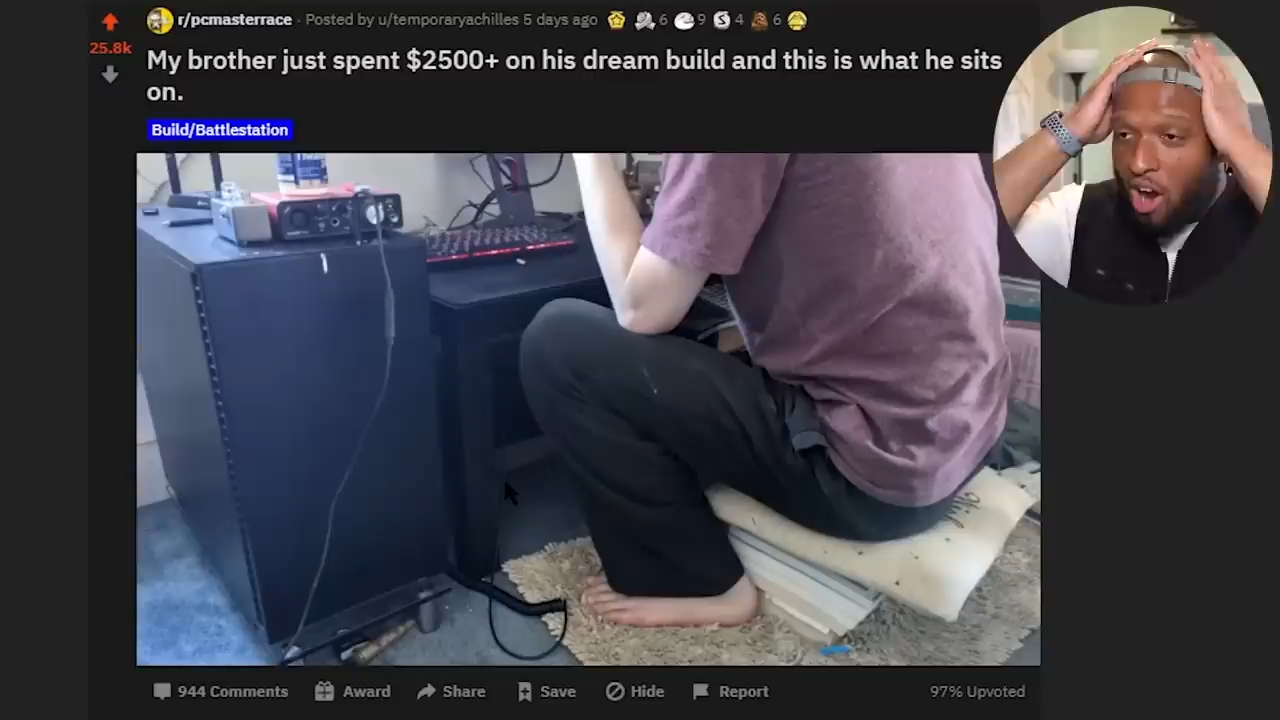 r/pcmasterrace · Posted by u/temporaryachilles 5 days ago 6 9 4 6
25.8k
My brother just spent $2500+ on his dream build and this is what he sits
on.
Build/Battlestation
944 Comments Award Share Save Hide Report 97% Upvoted